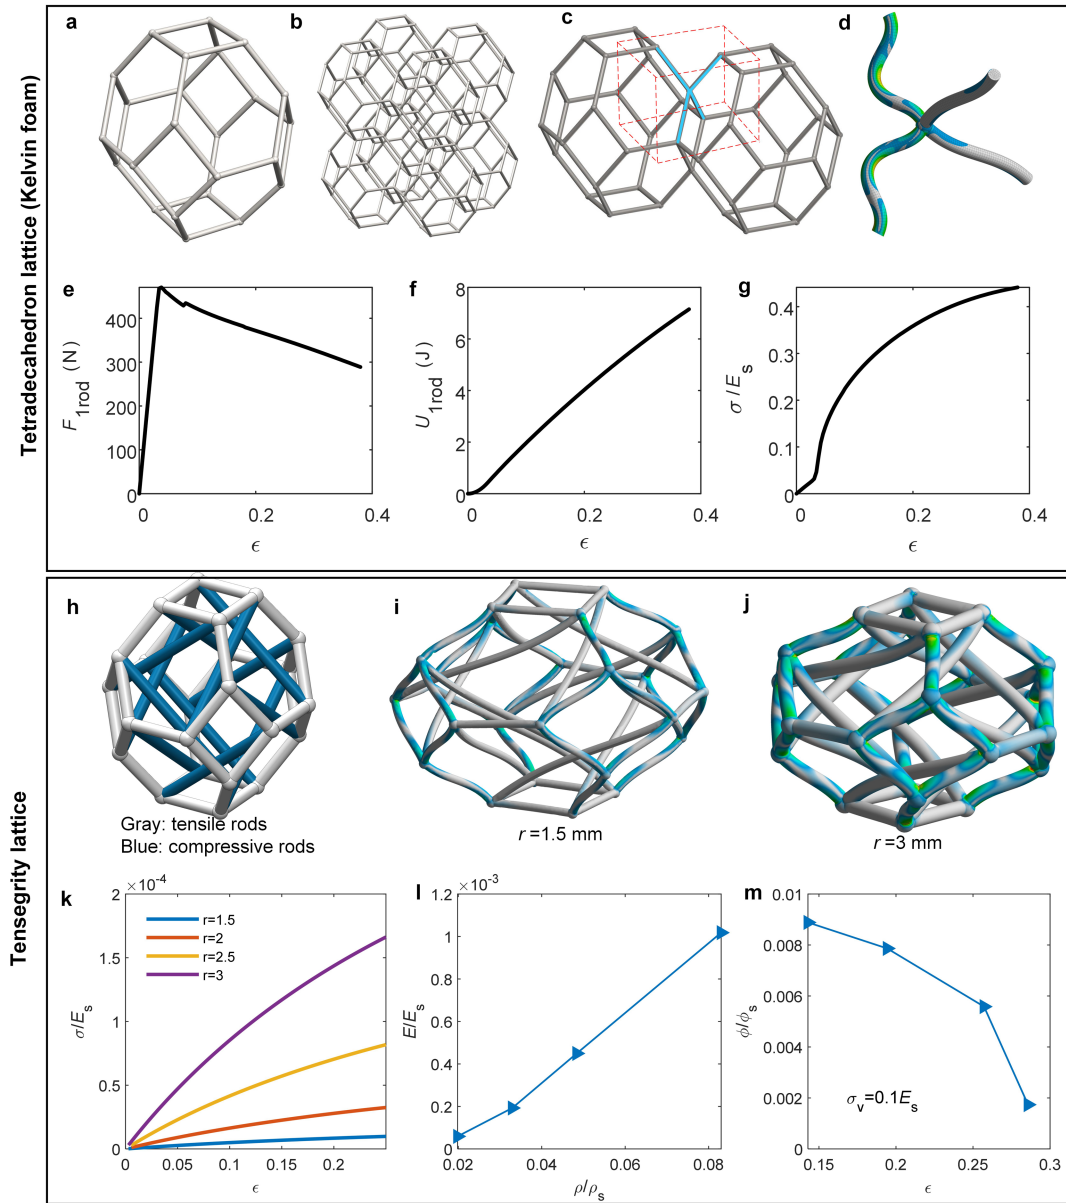 Tetradecahedron lattice (Kelvin foam)
a
b
c
d
e
400
300
200
100
0
F1rod (N)
0
0.2
0.4
ϵ
f
8
6
4
2
0
U1rod (J)
0
0.2
0.4
ϵ
g
0.4
0.3
0.2
0.1
0
σ/Es
0
0.2
0.4
ϵ
Tensegrity lattice
h
Gray: tensile rods
Blue: compressive rods
i
r=1.5 mm
j
r=3 mm
k
×10-4
2
1.5
1
0.5
0
σ/Es
r=1.5
r=2
r=2.5
r=3
0
0.05
0.1
0.15
0.2
ϵ
l
×10-3
1.2
1
0.8
0.6
0.4
0.2
0
E/Es
0.02
0.04
0.06
0.08
ρ/ρs
m
0.01
0.008
0.006
0.004
0.002
0
ϕ/ϕs
σv=0.1Es
0.15
0.2
0.25
0.3
ϵ